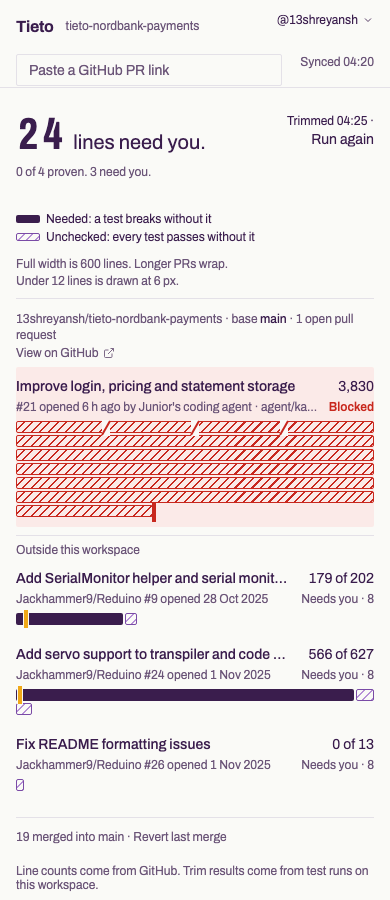 Tieto tieto-nordbank-payments @13shreyansh
Paste a GitHub PR link Synced 04:20
24 lines need you. Trimmed 04:25 ·
Run again
0 of 4 proven. 3 need you.
Needed: a test breaks without it
Unchecked: every test passes without it
Full width is 600 lines. Longer PRs wrap.
Under 12 lines is drawn at 6 px.
13shreyansh/tieto-nordbank-payments · base main · 1 open pull
request
View on GitHub
Improve login, pricing and statement storage 3,830
#21 opened 6 h ago by Junior's coding agent · agent/ka... Blocked
Outside this workspace
Add SerialMonitor helper and serial monit... 179 of 202
Jackhammer9/Reduino #9 opened 28 Oct 2025 Needs you · 8
Add servo support to transpiler and code ... 566 of 627
Jackhammer9/Reduino #24 opened 1 Nov 2025 Needs you · 8
Fix README formatting issues 0 of 13
Jackhammer9/Reduino #26 opened 1 Nov 2025 Needs you · 8
19 merged into main · Revert last merge
Line counts come from GitHub. Trim results come from test runs on
this workspace.